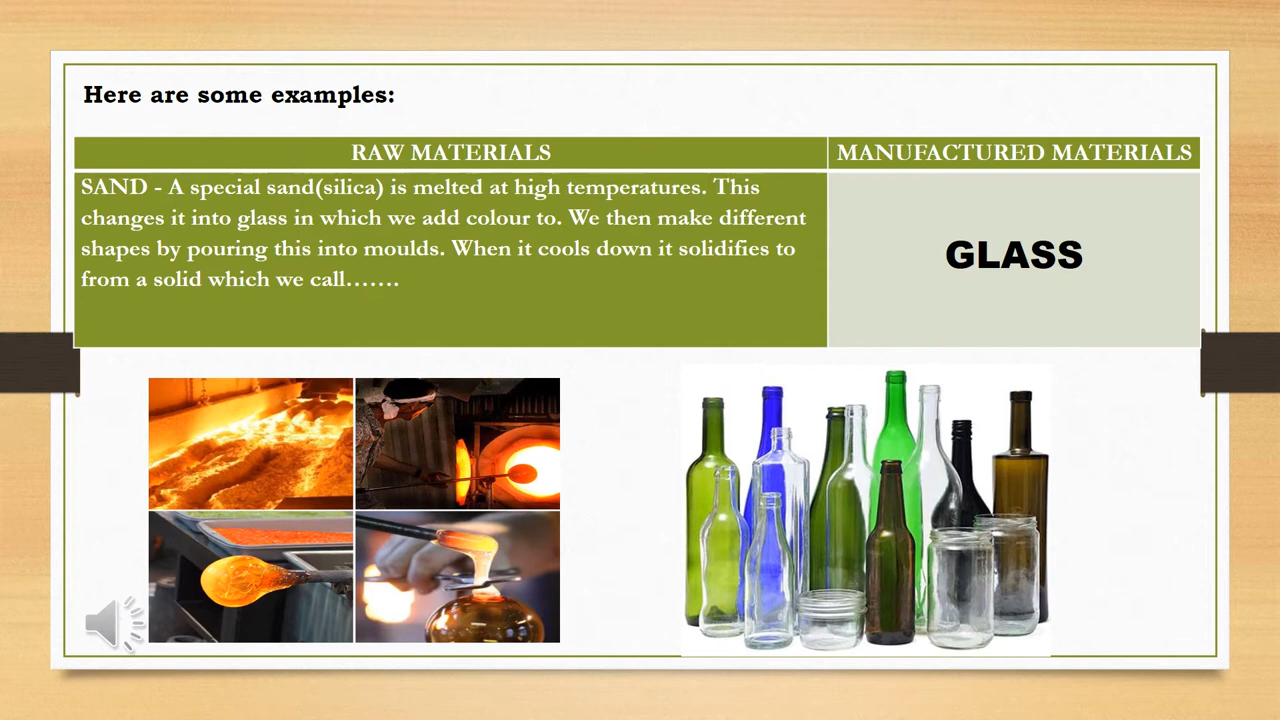 Here are some examples:
RAW MATERIALS
MANUFACTURED MATERIALS
SAND - A special sand(silica) is melted at high temperatures. This
changes it into glass in which we add colour to. We then make different
shapes by pouring this into moulds. When it cools down it solidifies to
from a solid which we call…….
GLASS